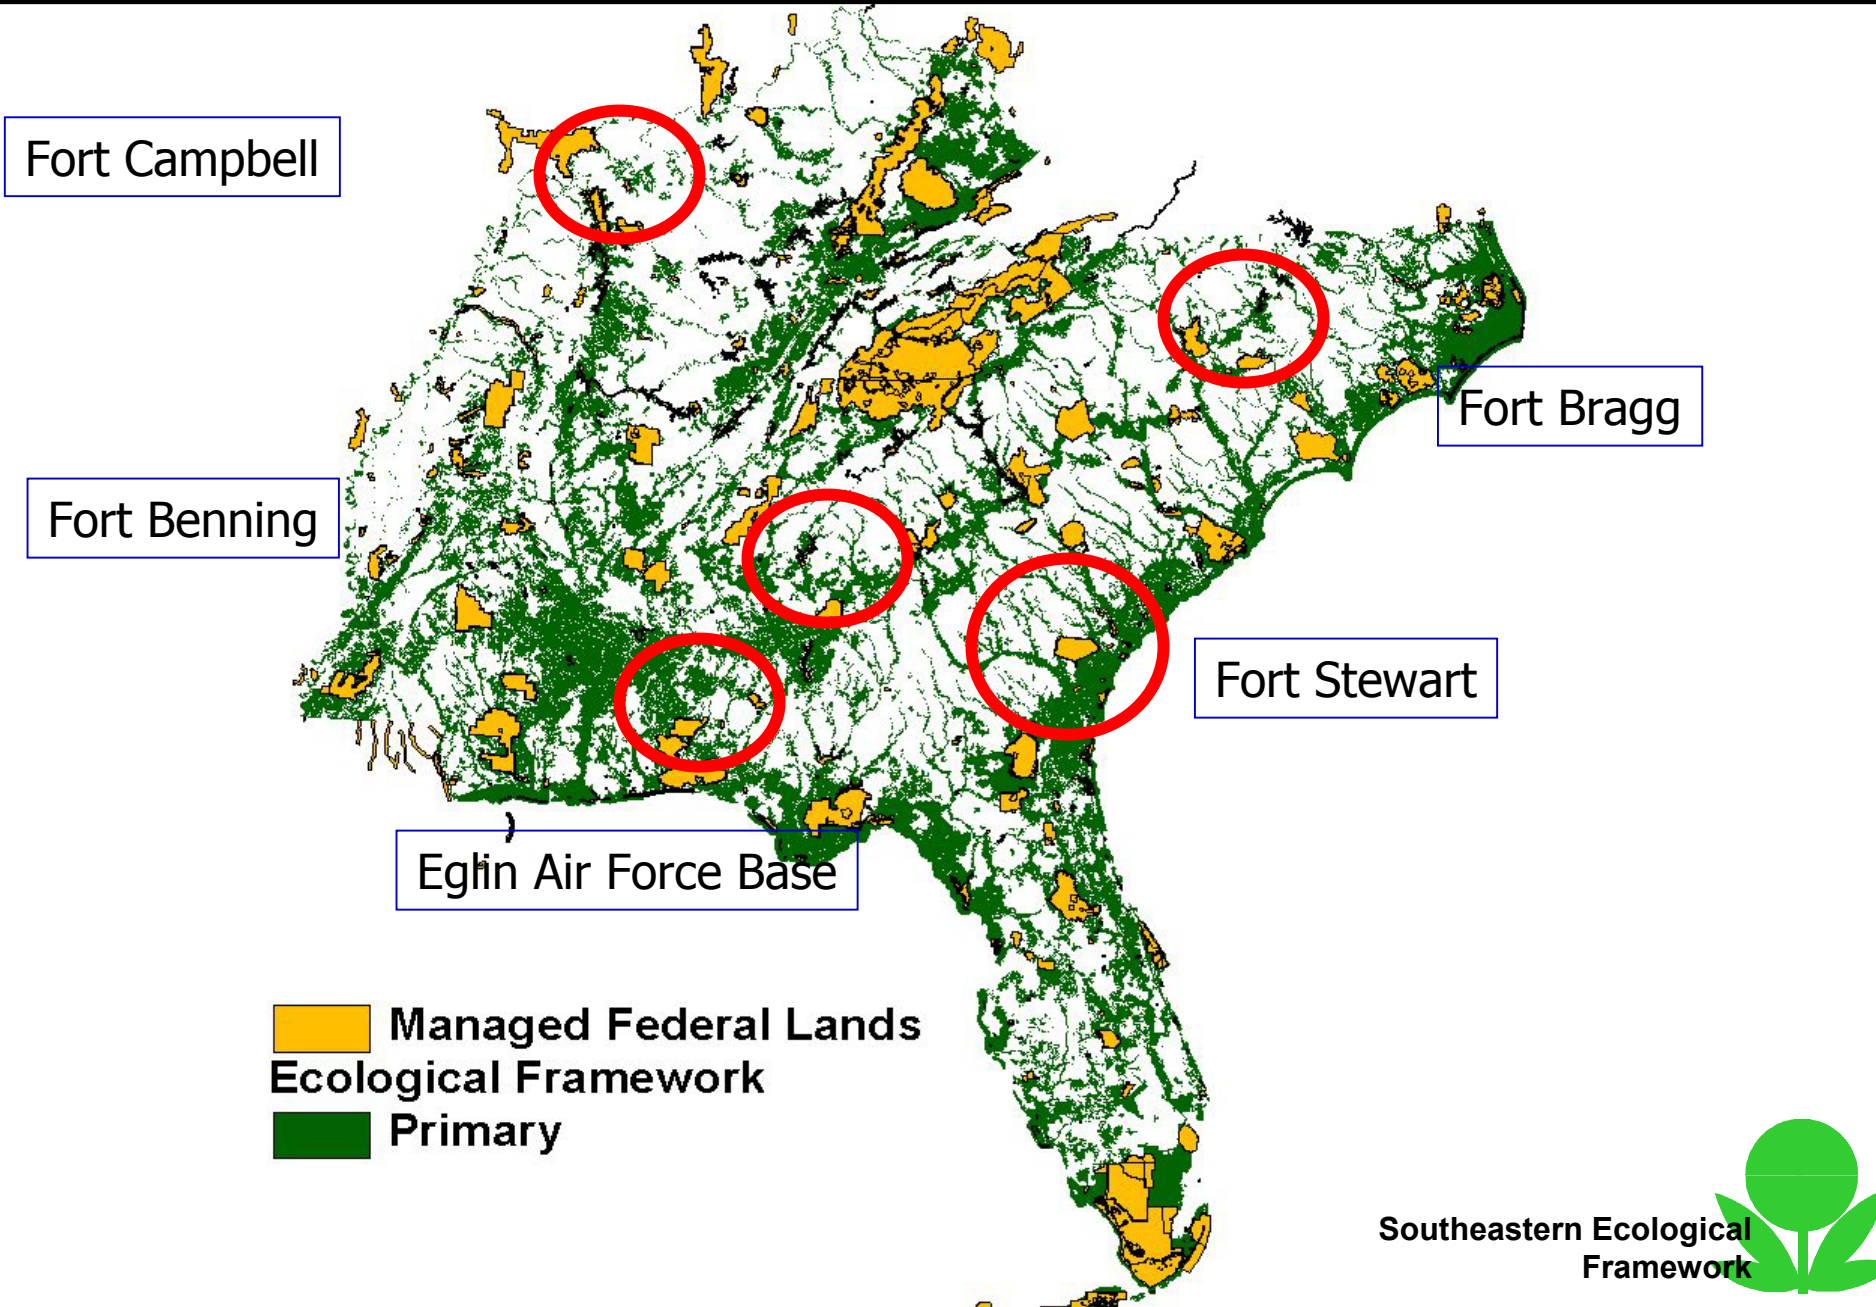 Fort Campbell
Fort Bragg
Fort Benning
Fort Stewart
Eglin Air Force Base
Managed Federal Lands
Ecological Framework
Primary
Southeastern Ecological
Framework